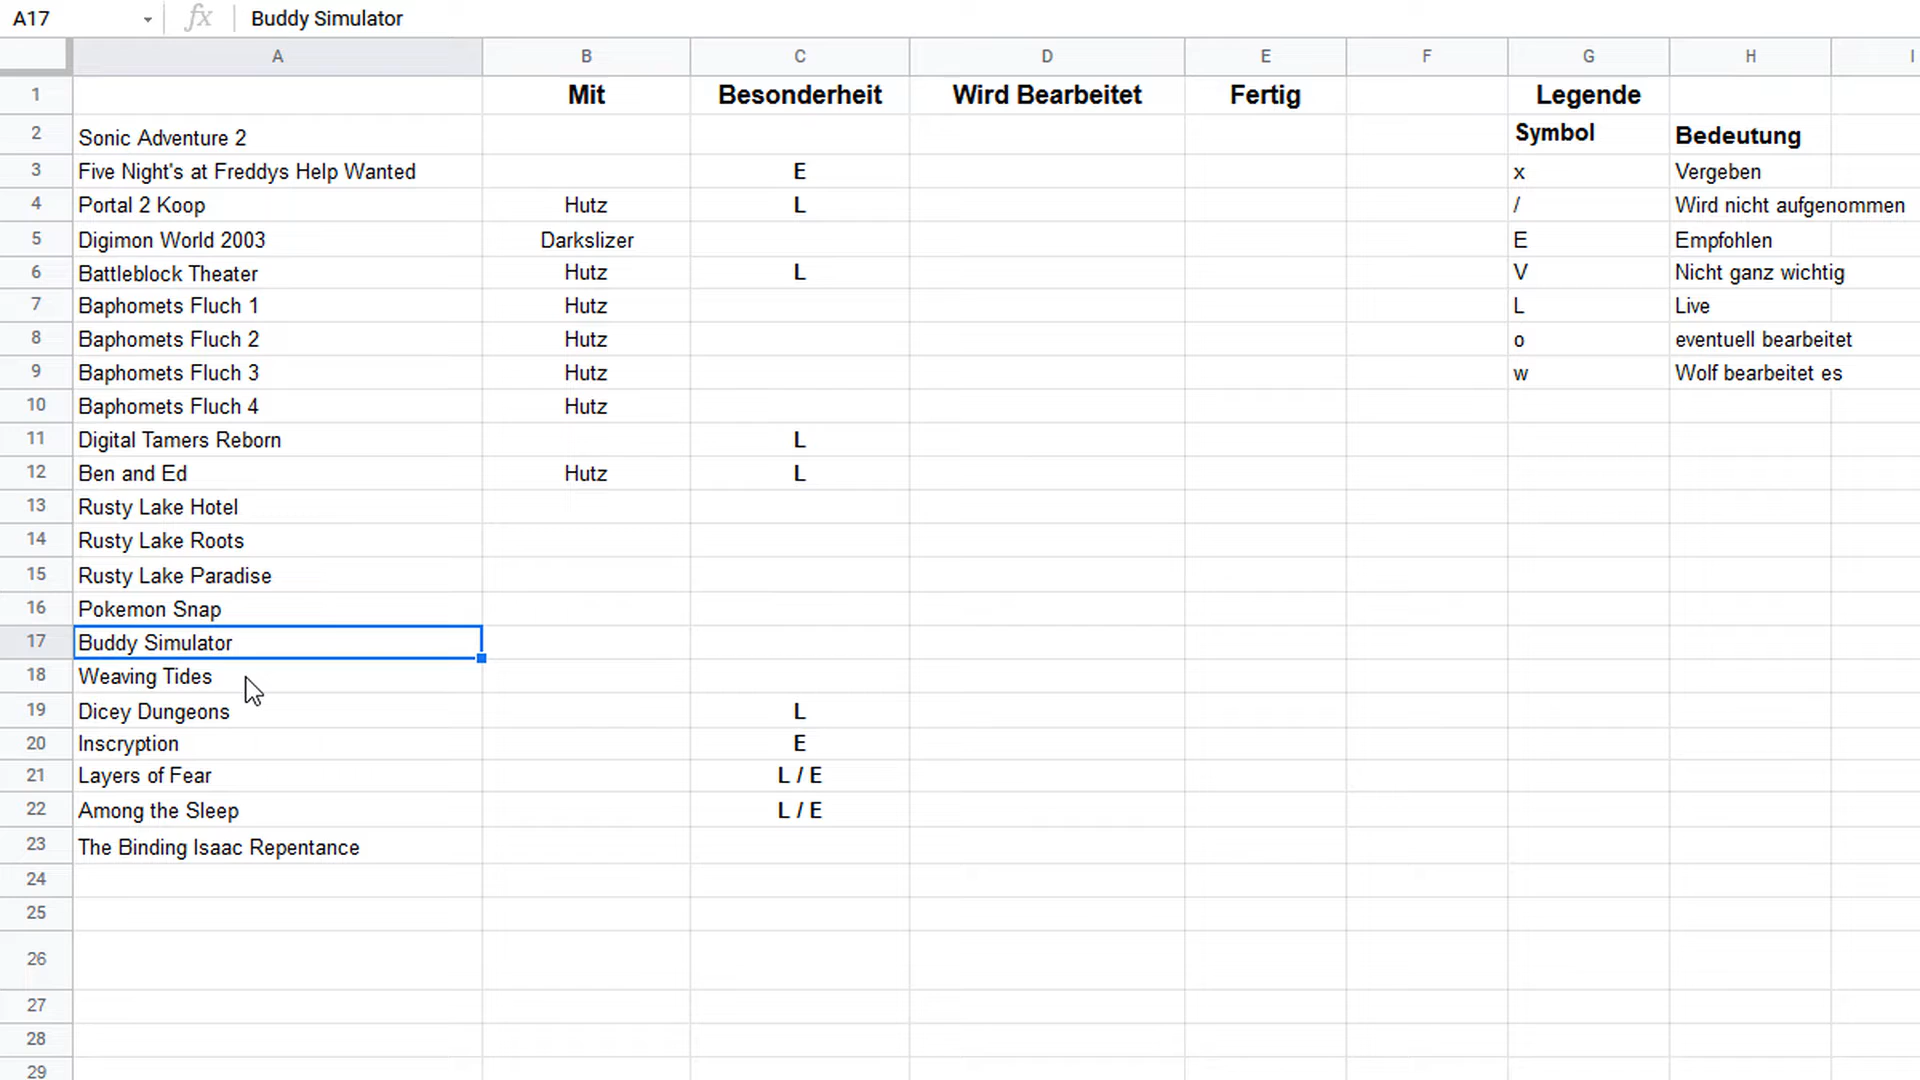 A17 fx Buddy Simulator
A B C D E F G H I
1 Mit Besonderheit Wird Bearbeitet Fertig Legende
2 Sonic Adventure 2 Symbol Bedeutung
3 Five Night's at Freddys Help Wanted E x Vergeben
4 Portal 2 Koop Hutz L / Wird nicht aufgenommen
5 Digimon World 2003 Darkslizer E Empfohlen
6 Battleblock Theater Hutz L V Nicht ganz wichtig
7 Baphomets Fluch 1 Hutz L Live
8 Baphomets Fluch 2 Hutz o eventuell bearbeitet
9 Baphomets Fluch 3 Hutz w Wolf bearbeitet es
10 Baphomets Fluch 4 Hutz
11 Digital Tamers Reborn L
12 Ben and Ed Hutz L
13 Rusty Lake Hotel
14 Rusty Lake Roots
15 Rusty Lake Paradise
16 Pokemon Snap
17 Buddy Simulator
18 Weaving Tides
19 Dicey Dungeons L
20 Inscryption E
21 Layers of Fear L / E
22 Among the Sleep L / E
23 The Binding Isaac Repentance
24
25
26
27
28
29